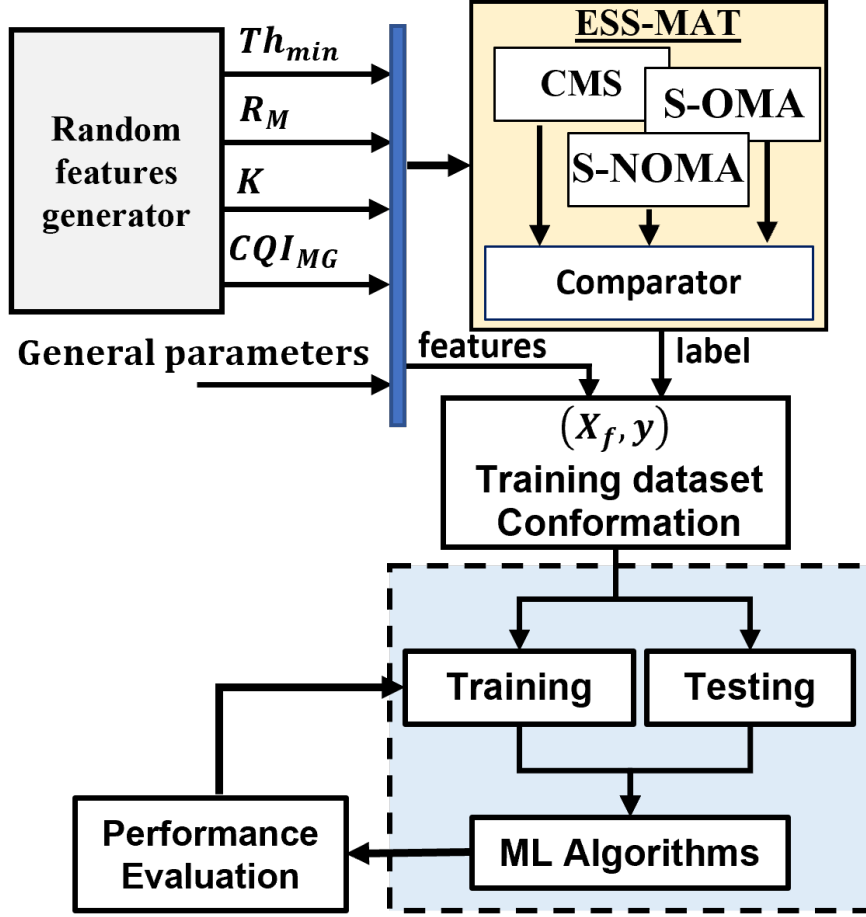 Random
features
generator
Th_min
R_M
K
CQI_MG
General parameters
ESS-MAT
CMS
S-OMA
S-NOMA
Comparator
features
label
(X_f, y)
Training dataset
Conformation
Training
Testing
ML Algorithms
Performance
Evaluation